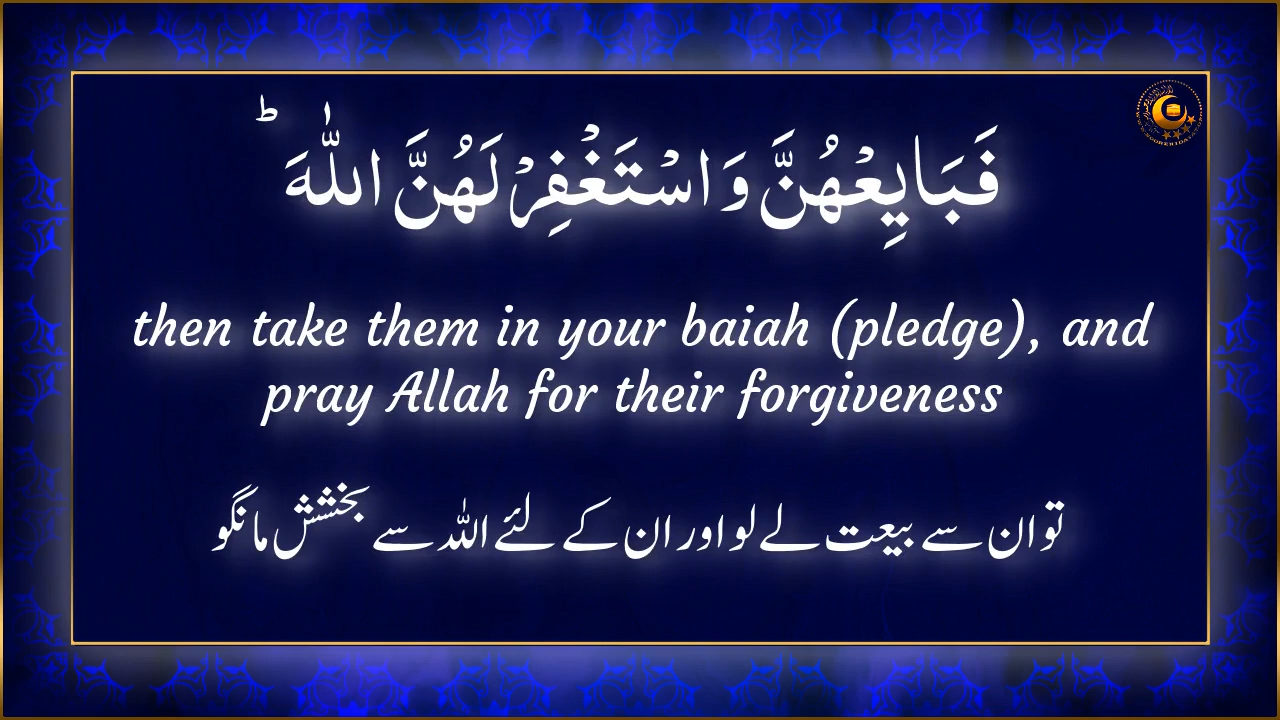 فَبَايِعْهُنَّ وَاسْتَغْفِرْ لَهُنَّ اللّٰهَ ؕ
then take them in your baiah (pledge), and
pray Allah for their forgiveness
تو ان سے بیعت لے لو اور ان کے لئے اللہ سے بخشش مانگو